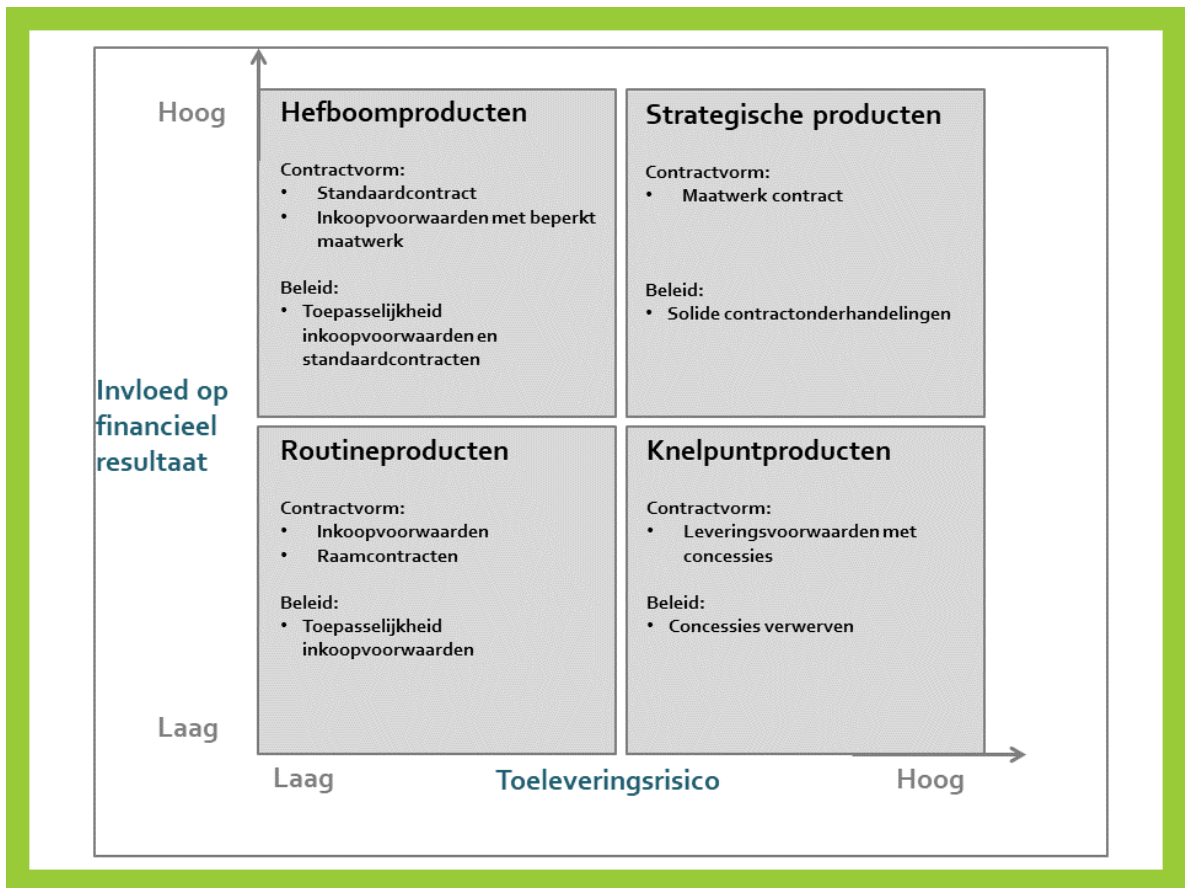 Hoog
Hefboomproducten
Contractvorm:
• Standaardcontract
• Inkoopvoorwaarden met beperkt
maatwerk
Beleid:
• Toepasselijkheid
inkoopvoorwaarden en
standaardcontracten
Strategische producten
Contractvorm:
• Maatwerk contract
Beleid:
• Solide contractonderhandelingen
Invloed op
financieel
resultaat
Routineproducten
Contractvorm:
• Inkoopvoorwaarden
• Raamcontracten
Beleid:
• Toepasselijkheid
inkoopvoorwaarden
Knelpuntproducten
Contractvorm:
• Leveringsvoorwaarden met
concessies
Beleid:
• Concessies verwerven
Laag
Laag
Toeleveringsrisico
Hoog